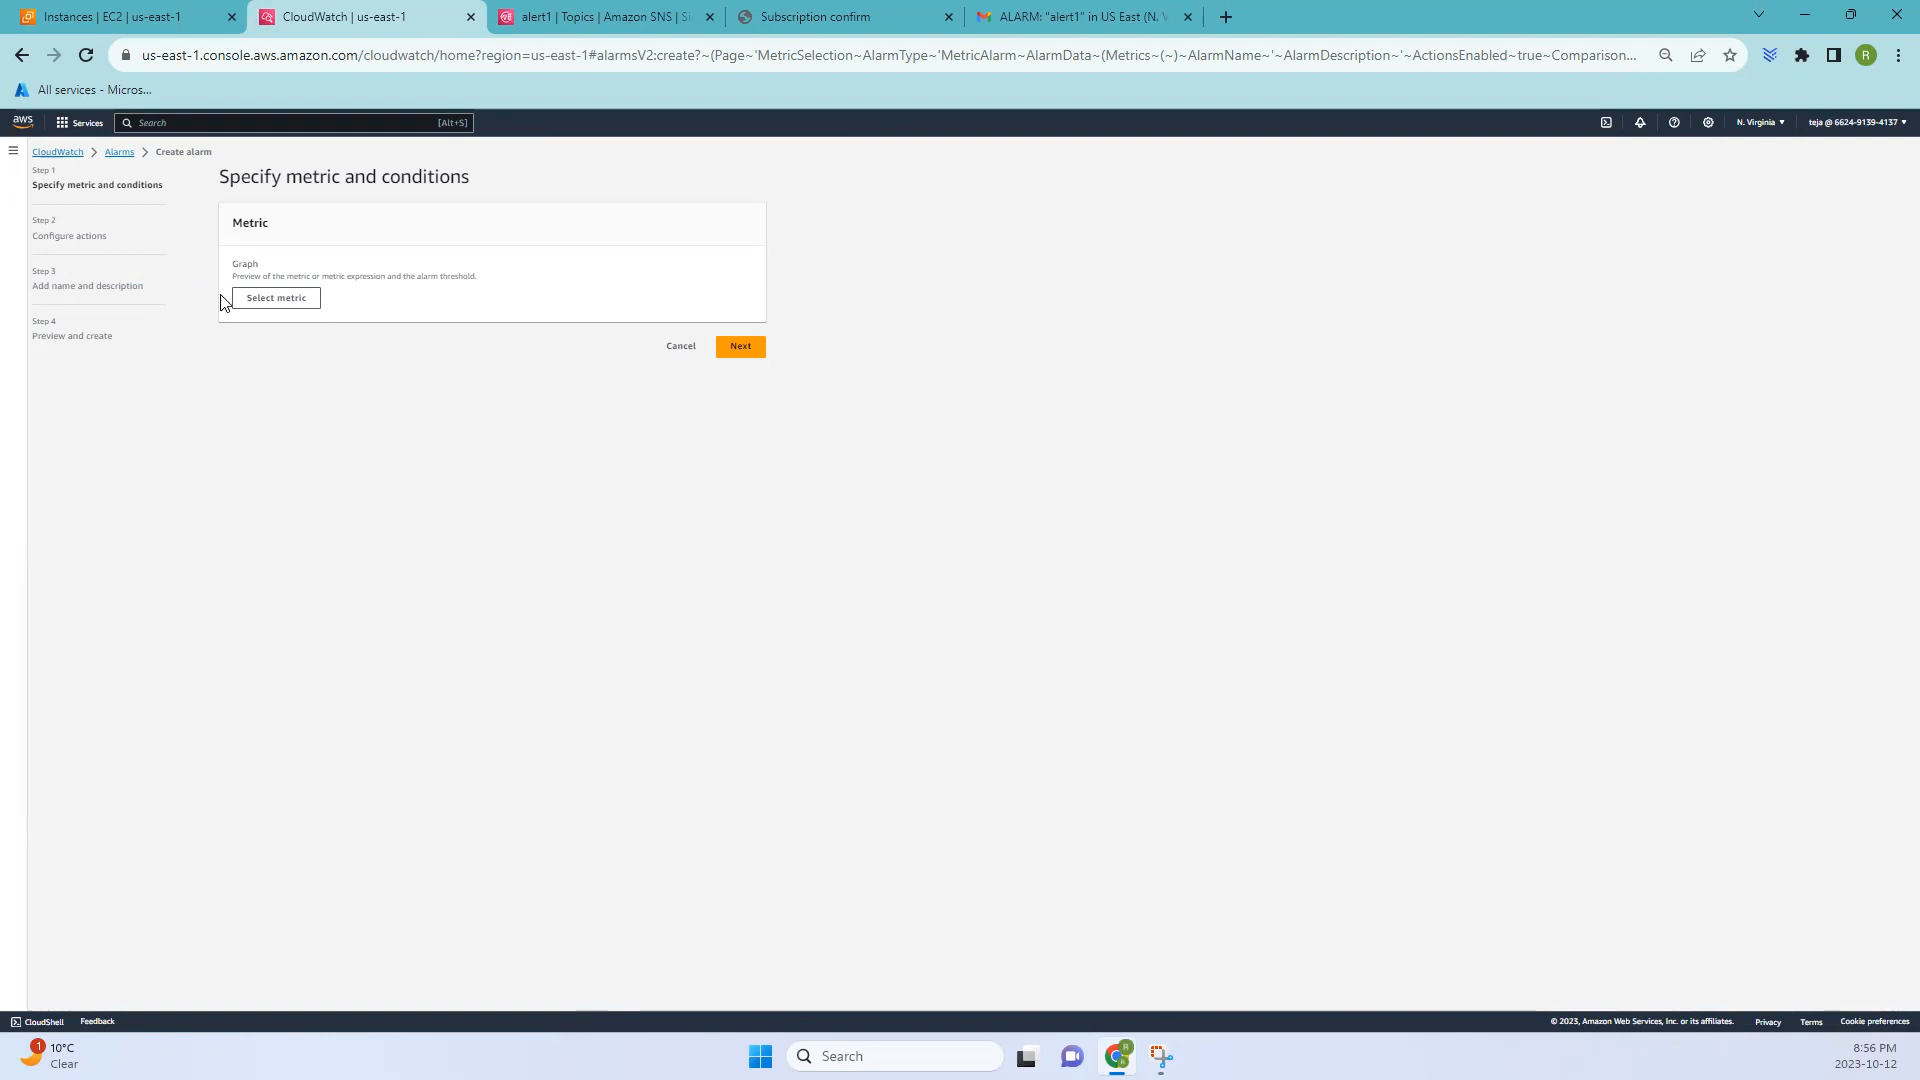 Instances | EC2 | us-east-1
CloudWatch | us-east-1
alert1 | Topics | Amazon SNS | Si
Subscription confirm
ALARM: "alert1" in US East (N. V
us-east-1.console.aws.amazon.com/cloudwatch/home?region=us-east-1#alarmsV2:create?~(Page~'MetricSelection~AlarmType~'MetricAlarm~AlarmData~(Metrics~(~)~AlarmName~'~AlarmDescription~'~ActionsEnabled~true~Comparison...
R
All services - Micros...
aws
Services
Search
[Alt+S]
N. Virginia
teja @ 6624-9139-4137
CloudWatch
Alarms
Create alarm
Step 1
Specify metric and conditions
Step 2
Configure actions
Step 3
Add name and description
Step 4
Preview and create
Specify metric and conditions
Metric
Graph
Preview of the metric or metric expression and the alarm threshold.
Select metric
Cancel
Next
CloudShell
Feedback
© 2023, Amazon Web Services, Inc. or its affiliates.
Privacy
Terms
Cookie preferences
1
10°C
Clear
Search
R
8:56 PM
2023-10-12